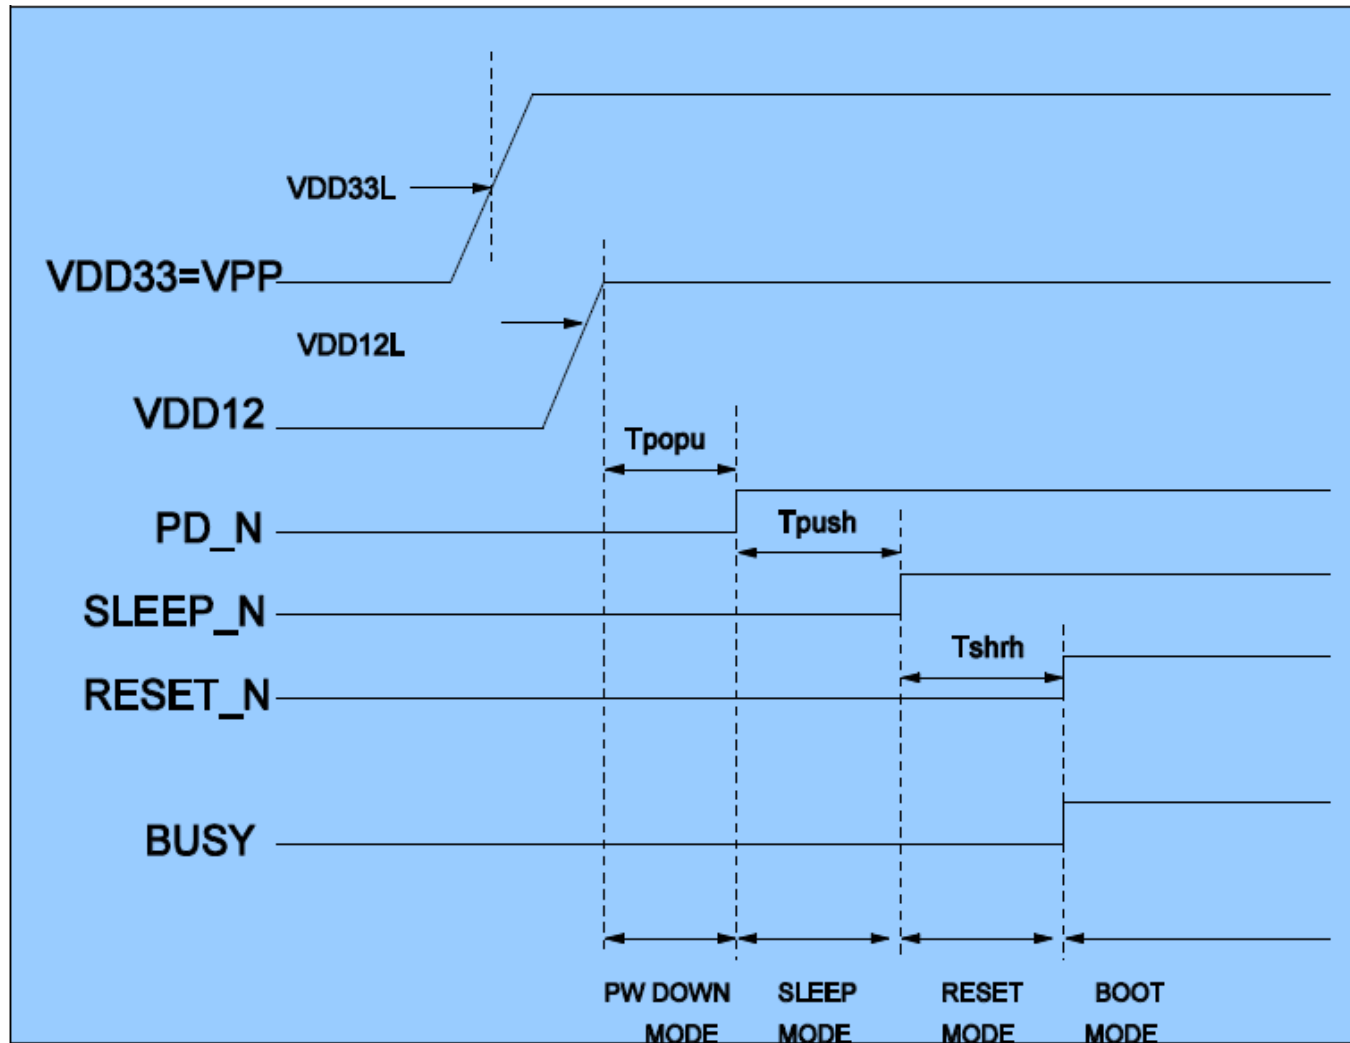 VDD33L
VDD33=VPP
VDD12L
VDD12
Tpopu
PD_N
Tpush
SLEEP_N
Tshrh
RESET_N
BUSY
PW DOWN SLEEP RESET BOOT
MODE MODE MODE MODE